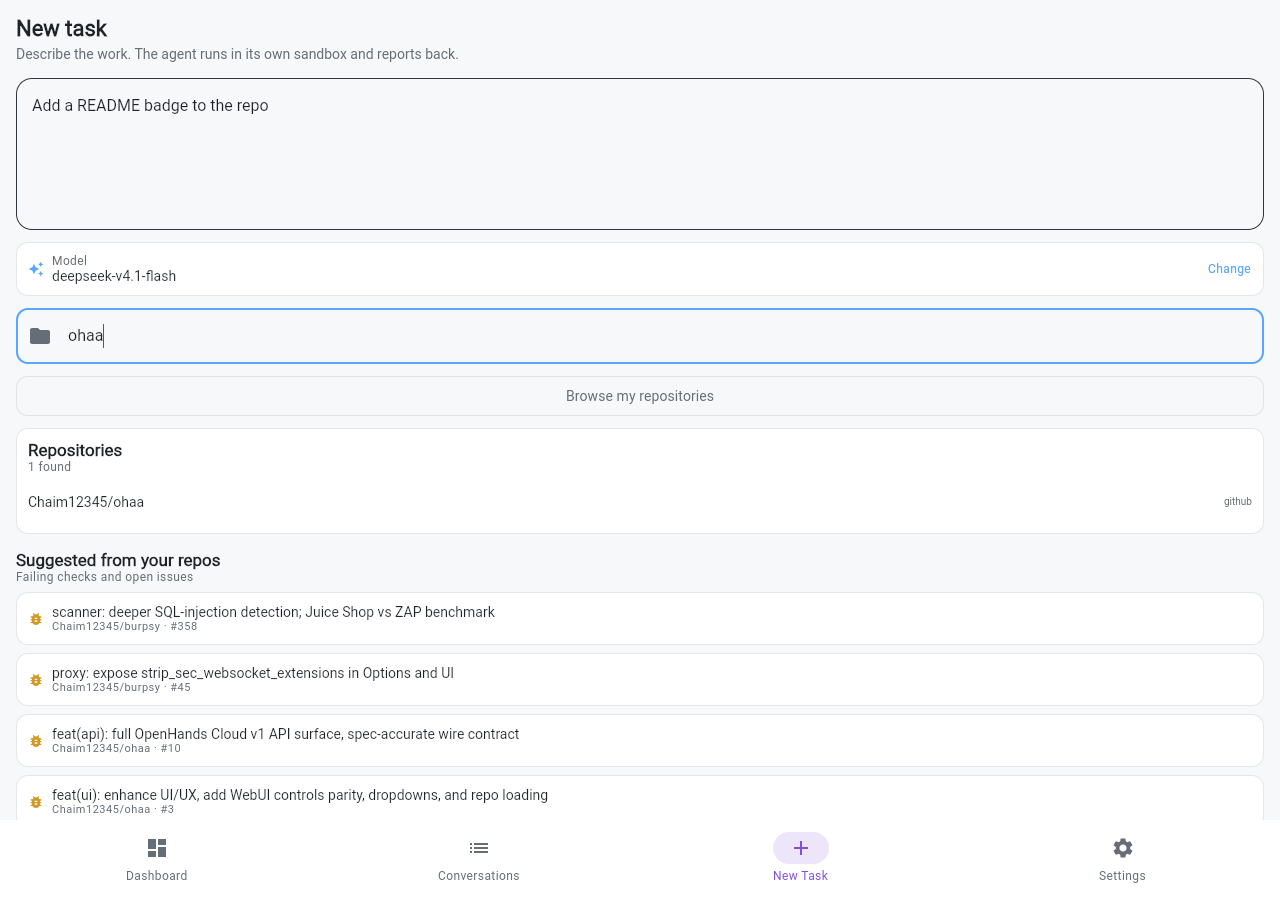 New task
Describe the work. The agent runs in its own sandbox and reports back.
Add a README badge to the repo
Model
deepseek-v4.1-flash
Change
ohaa
Browse my repositories
Repositories
1 found
Chaim12345/ohaa
github
Suggested from your repos
Failing checks and open issues
scanner: deeper SQL-injection detection; Juice Shop vs ZAP benchmark
Chaim12345/burpsy · #358
proxy: expose strip_sec_websocket_extensions in Options and UI
Chaim12345/burpsy · #45
feat(api): full OpenHands Cloud v1 API surface, spec-accurate wire contract
Chaim12345/ohaa · #10
feat(ui): enhance UI/UX, add WebUI controls parity, dropdowns, and repo loading
Chaim12345/ohaa · #3
Dashboard
Conversations
New Task
Settings